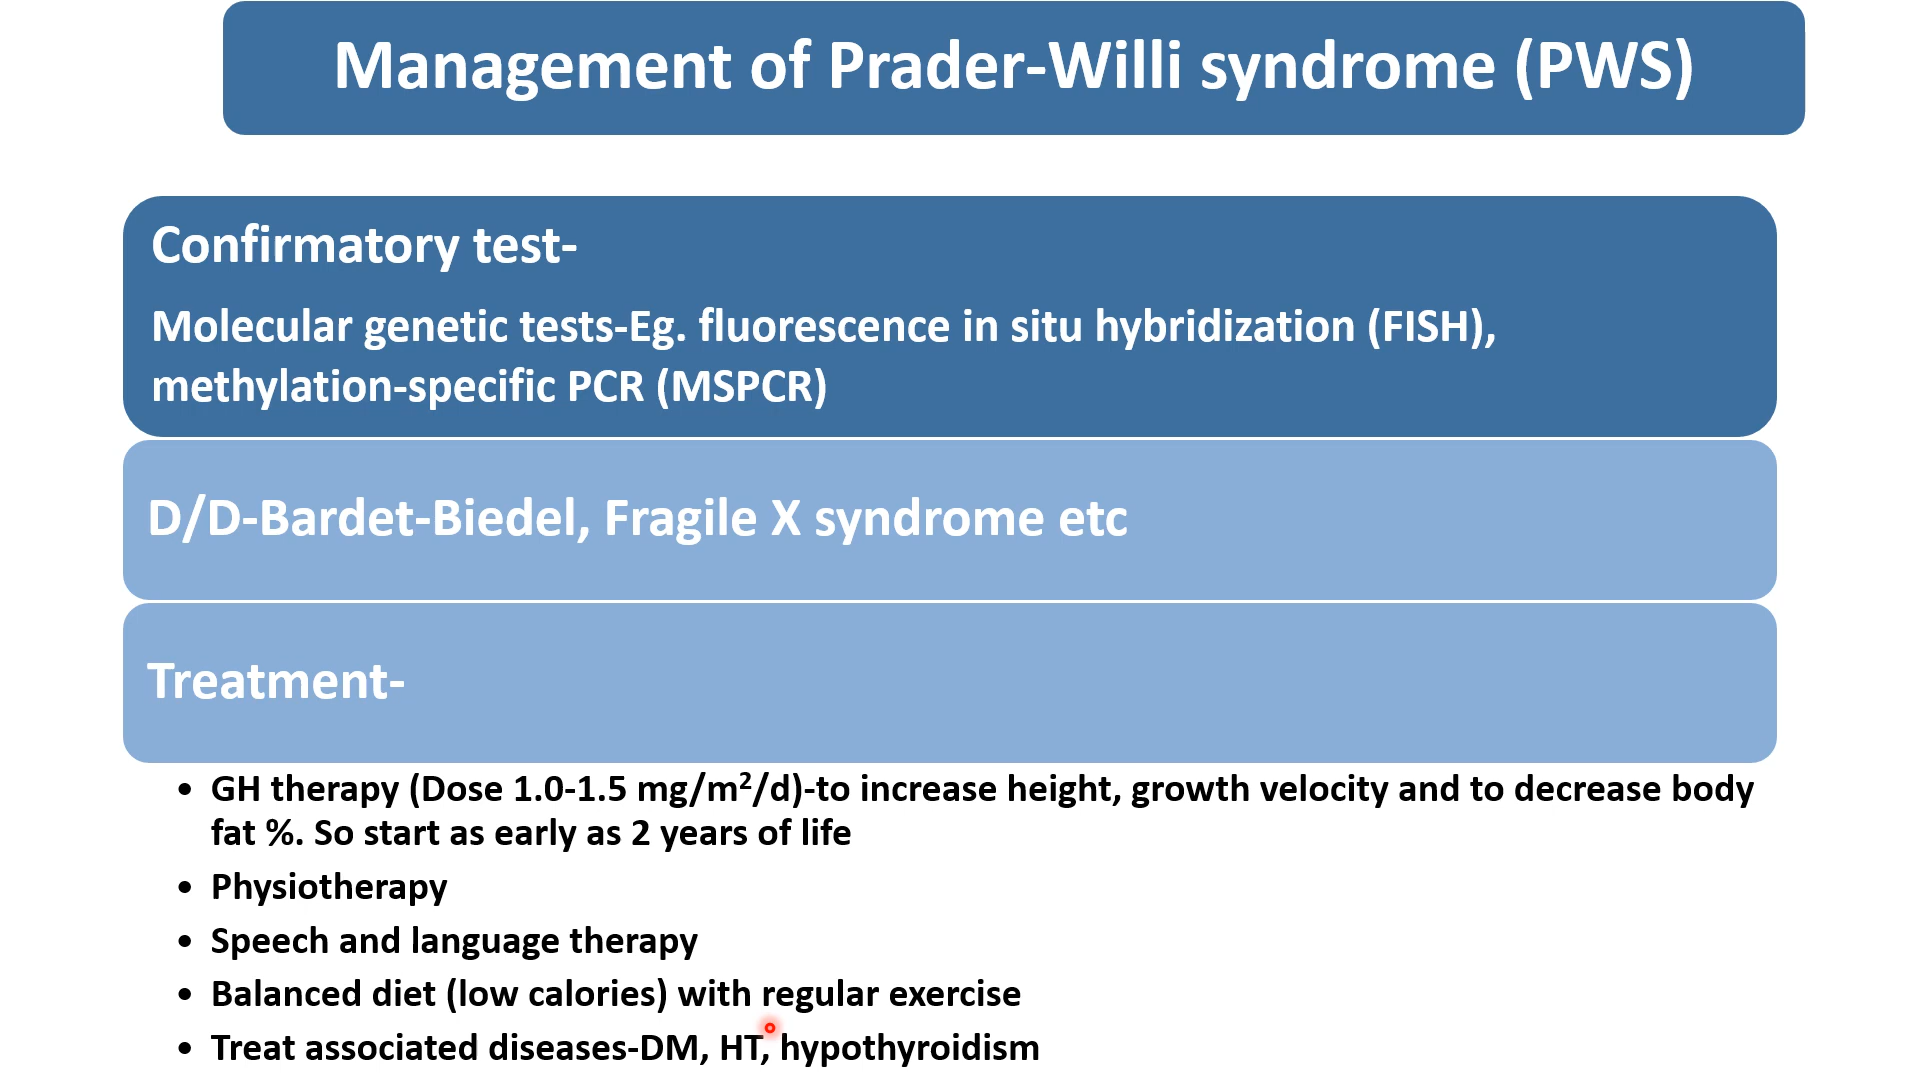 Management of Prader-Willi syndrome (PWS)
Confirmatory test-
Molecular genetic tests-Eg. fluorescence in situ hybridization (FISH),
methylation-specific PCR (MSPCR)
D/D-Bardet-Biedel, Fragile X syndrome etc
Treatment-
• GH therapy (Dose 1.0-1.5 mg/m²/d)-to increase height, growth velocity and to decrease body
fat %. So start as early as 2 years of life
• Physiotherapy
• Speech and language therapy
• Balanced diet (low calories) with regular exercise
• Treat associated diseases-DM, HT, hypothyroidism